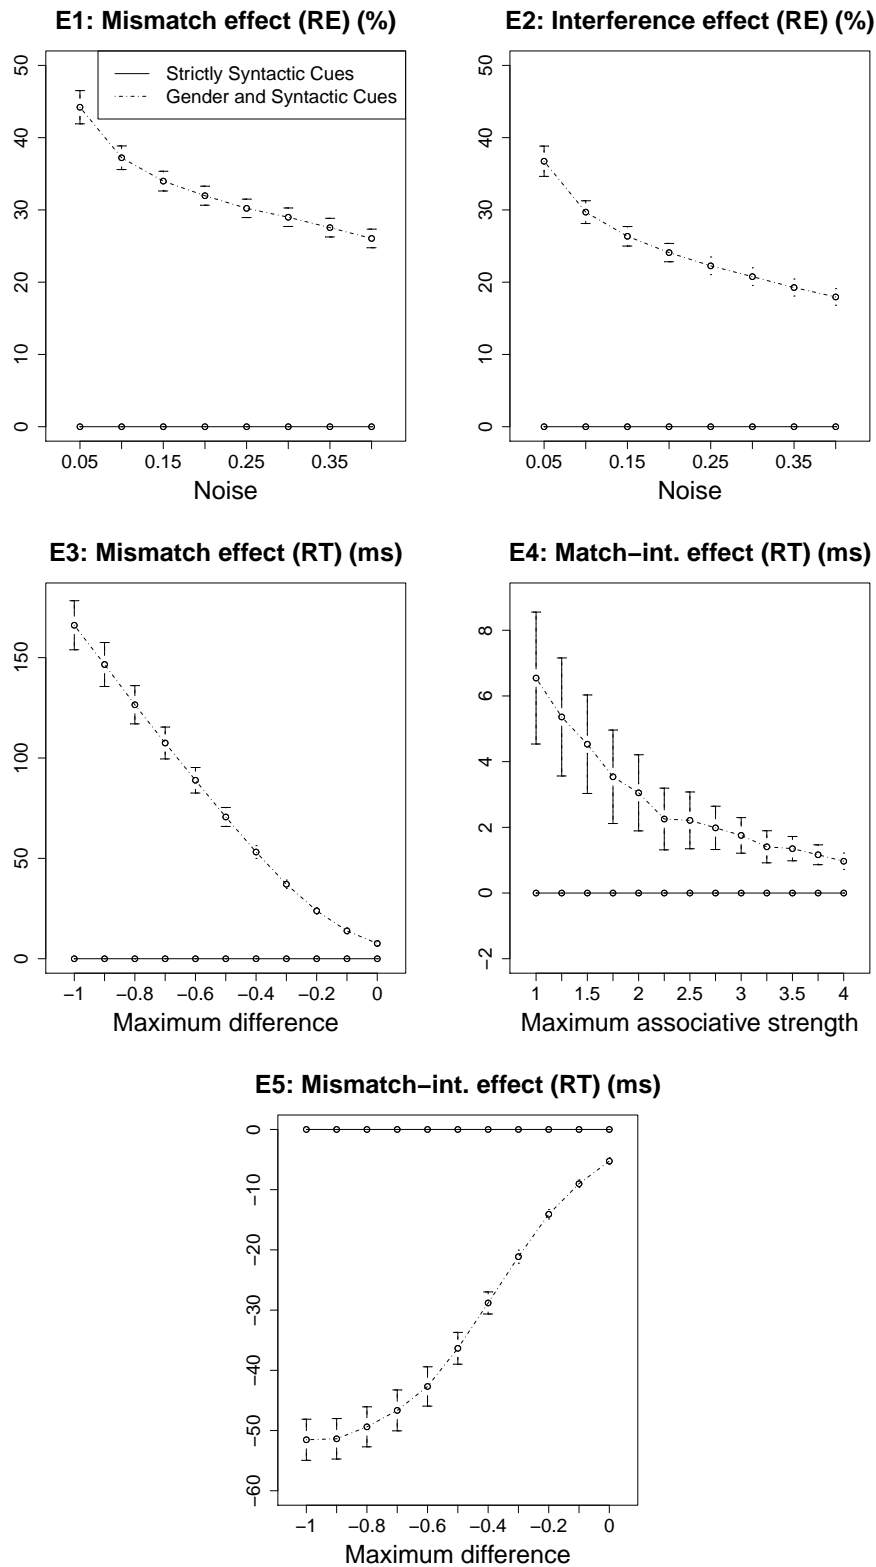 E1: Mismatch effect (RE) (%)
50
40
30
20
10
0
Strictly Syntactic Cues
Gender and Syntactic Cues
0.05 0.15 0.25 0.35
Noise
E2: Interference effect (RE) (%)
50
40
30
20
10
0
0.05 0.15 0.25 0.35
Noise
E3: Mismatch effect (RT) (ms)
150
100
50
0
−1 −0.8 −0.6 −0.4 −0.2 0
Maximum difference
E4: Match−int. effect (RT) (ms)
8
6
4
2
0
−2
1 1.5 2 2.5 3 3.5 4
Maximum associative strength
E5: Mismatch−int. effect (RT) (ms)
0
−10
−20
−30
−40
−50
−60
−1 −0.8 −0.6 −0.4 −0.2 0
Maximum difference